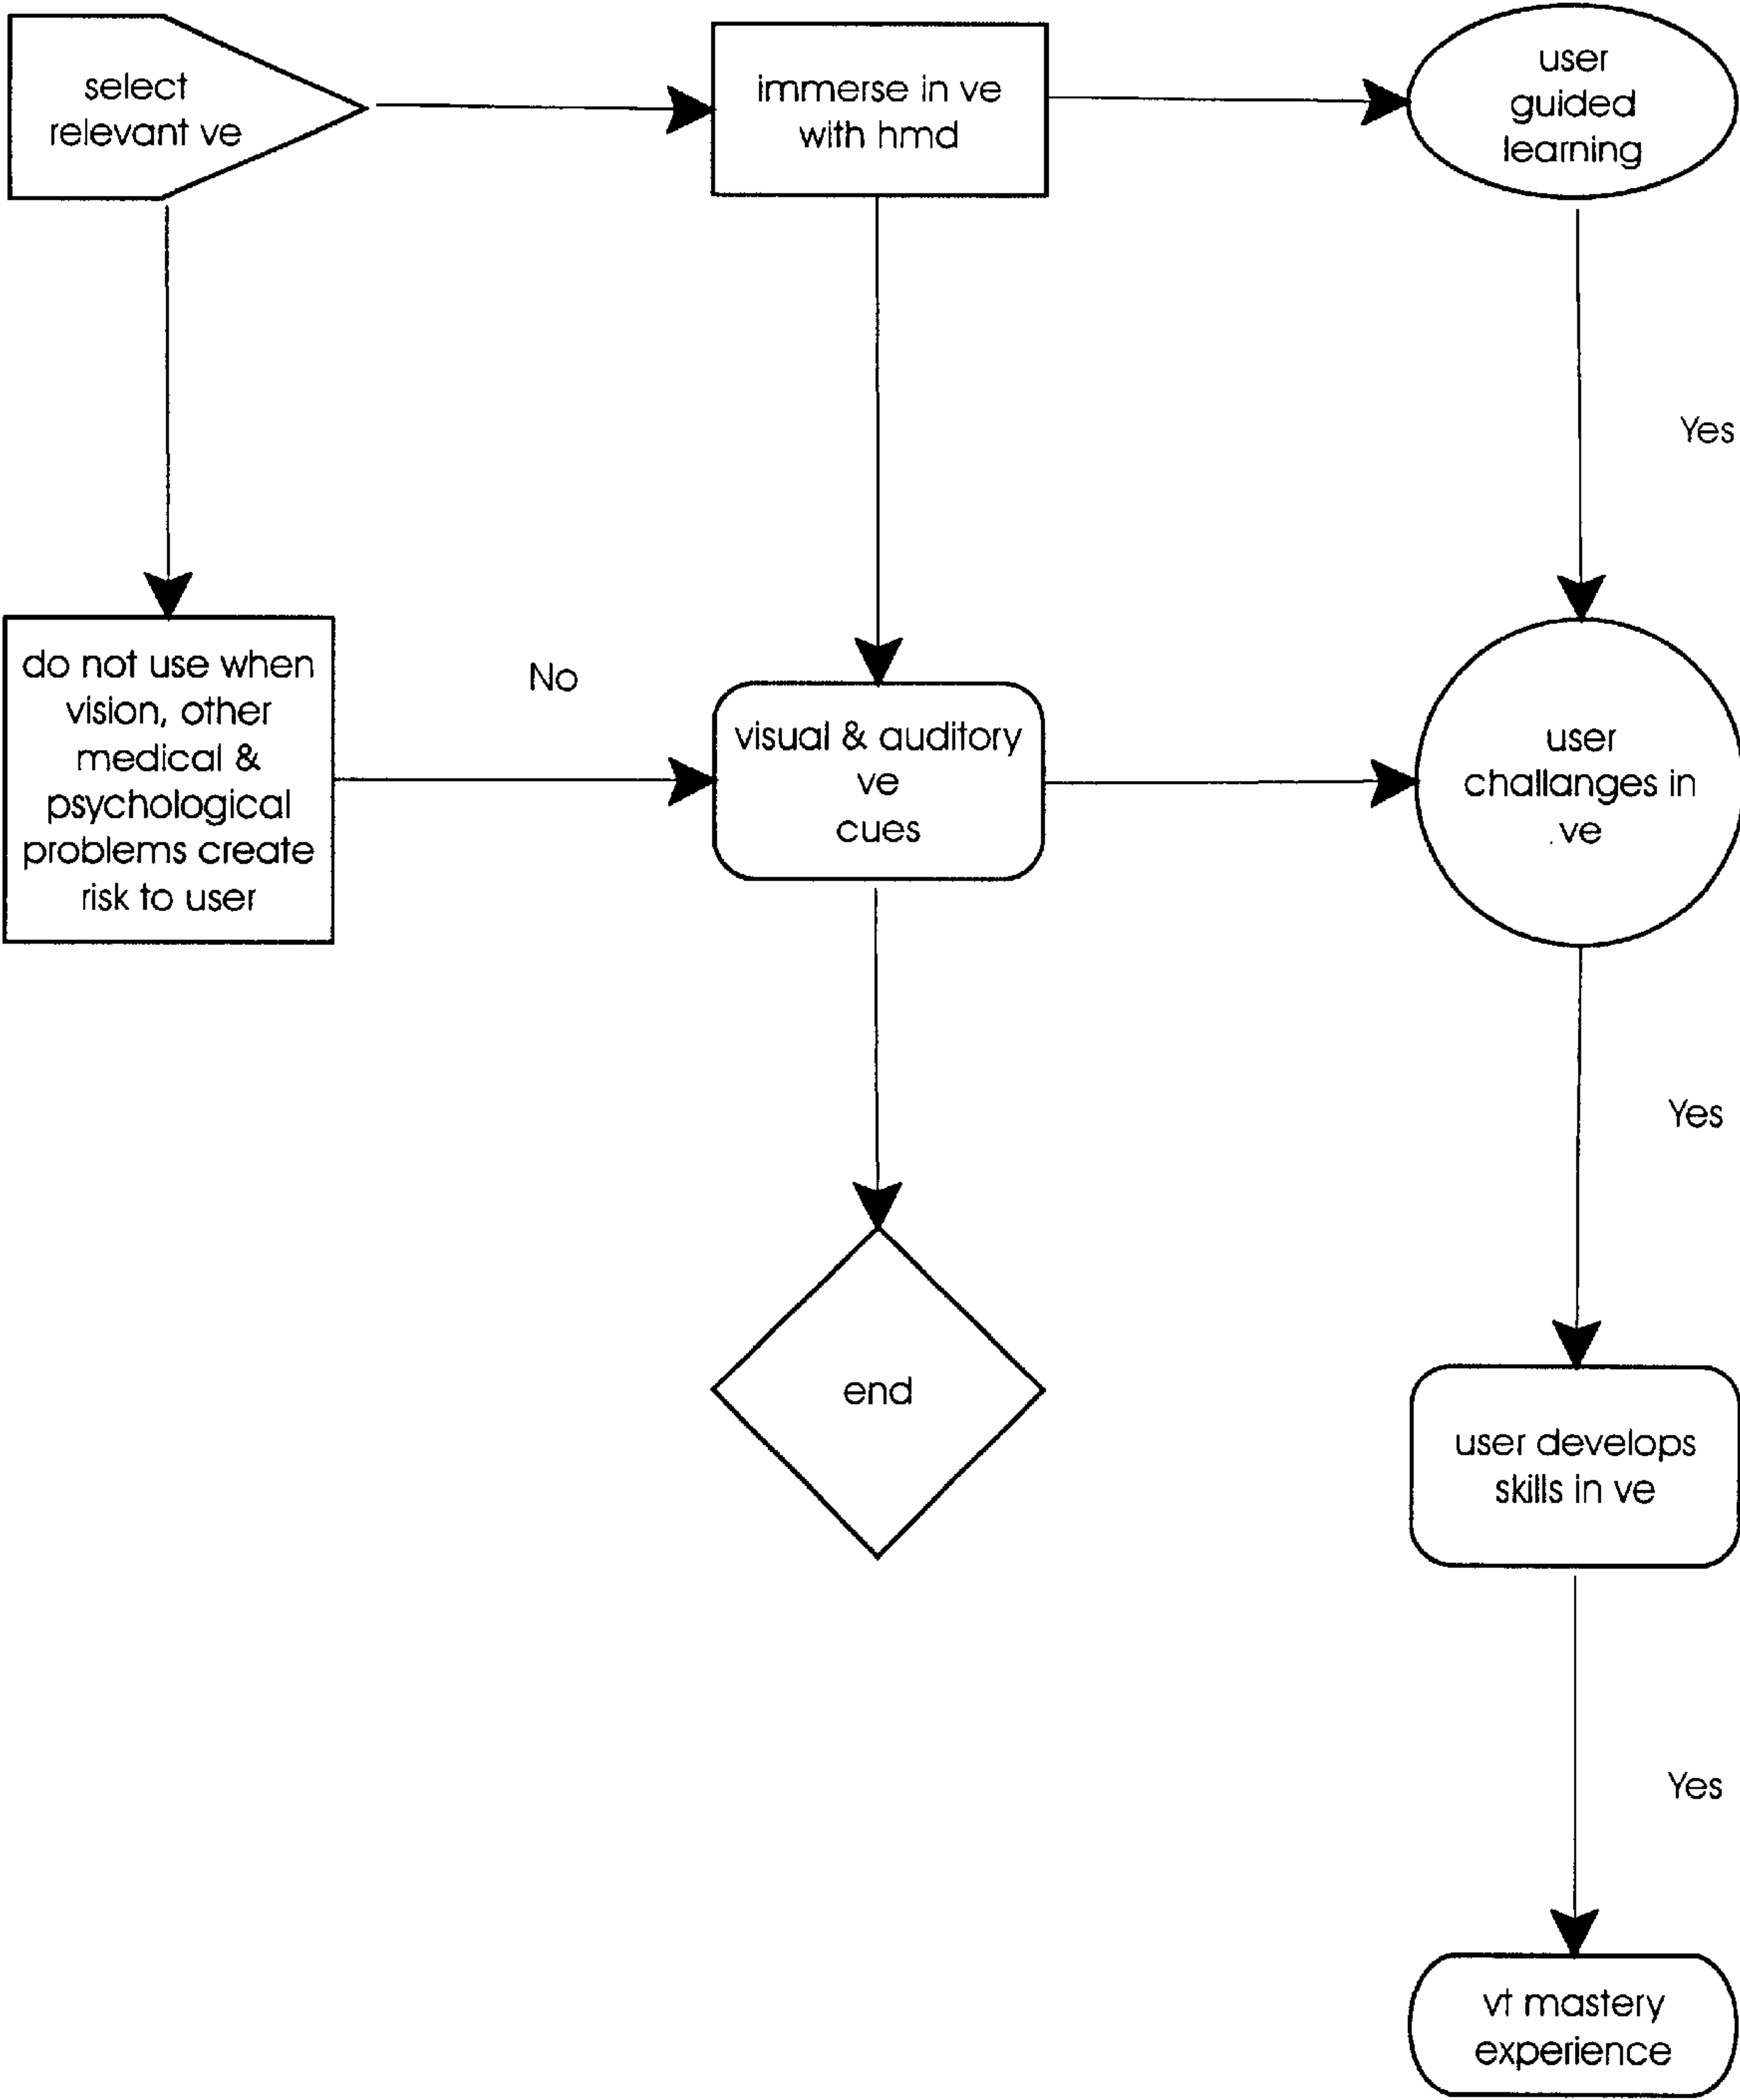 select
relevant ve
immerse in ve
with hmd
user
guided
learning
Yes
do not use when
vision, other
medical &
psychological
problems create
risk to user
No
visual & auditory
ve
cues
user
challanges in
ve
Yes
end
user develops
skills in ve
Yes
vt mastery
experience